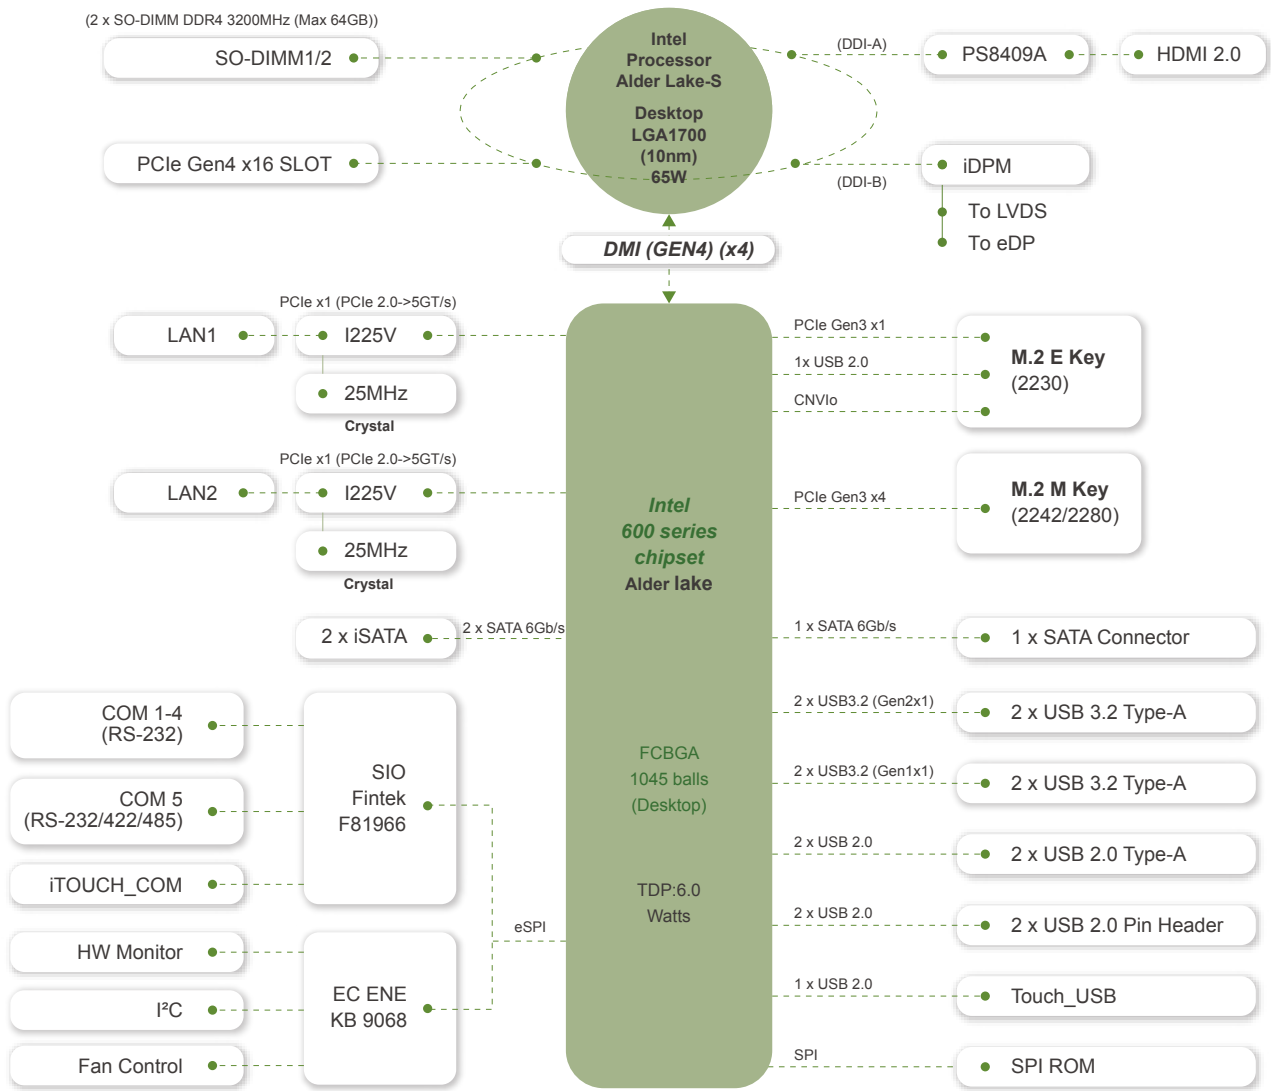 (2 x SO-DIMM DDR4 3200MHz (Max 64GB))
SO-DIMM1/2
PCIe Gen4 x16 SLOT
Intel
Processor
Alder Lake-S
Desktop
LGA1700
(10nm)
65W
(DDI-A)
PS8409A
HDMI 2.0
(DDI-B)
iDPM
To LVDS
To eDP
DMI (GEN4) (x4)
PCIe x1 (PCIe 2.0->5GT/s)
LAN1
I225V
25MHz
Crystal
PCIe x1 (PCIe 2.0->5GT/s)
LAN2
I225V
25MHz
Crystal
2 x iSATA
2 x SATA 6Gb/s
COM 1-4
(RS-232)
COM 5
(RS-232/422/485)
iTOUCH_COM
SIO
Fintek
F81966
HW Monitor
I²C
Fan Control
EC ENE
KB 9068
eSPI
Intel
600 series
chipset
Alder lake
FCBGA
1045 balls
(Desktop)
TDP:6.0
Watts
PCIe Gen3 x1
1x USB 2.0
CNVIo
M.2 E Key
(2230)
PCIe Gen3 x4
M.2 M Key
(2242/2280)
1 x SATA 6Gb/s
1 x SATA Connector
2 x USB3.2 (Gen2x1)
2 x USB 3.2 Type-A
2 x USB3.2 (Gen1x1)
2 x USB 3.2 Type-A
2 x USB 2.0
2 x USB 2.0 Type-A
2 x USB 2.0
2 x USB 2.0 Pin Header
1 x USB 2.0
Touch_USB
SPI
SPI ROM